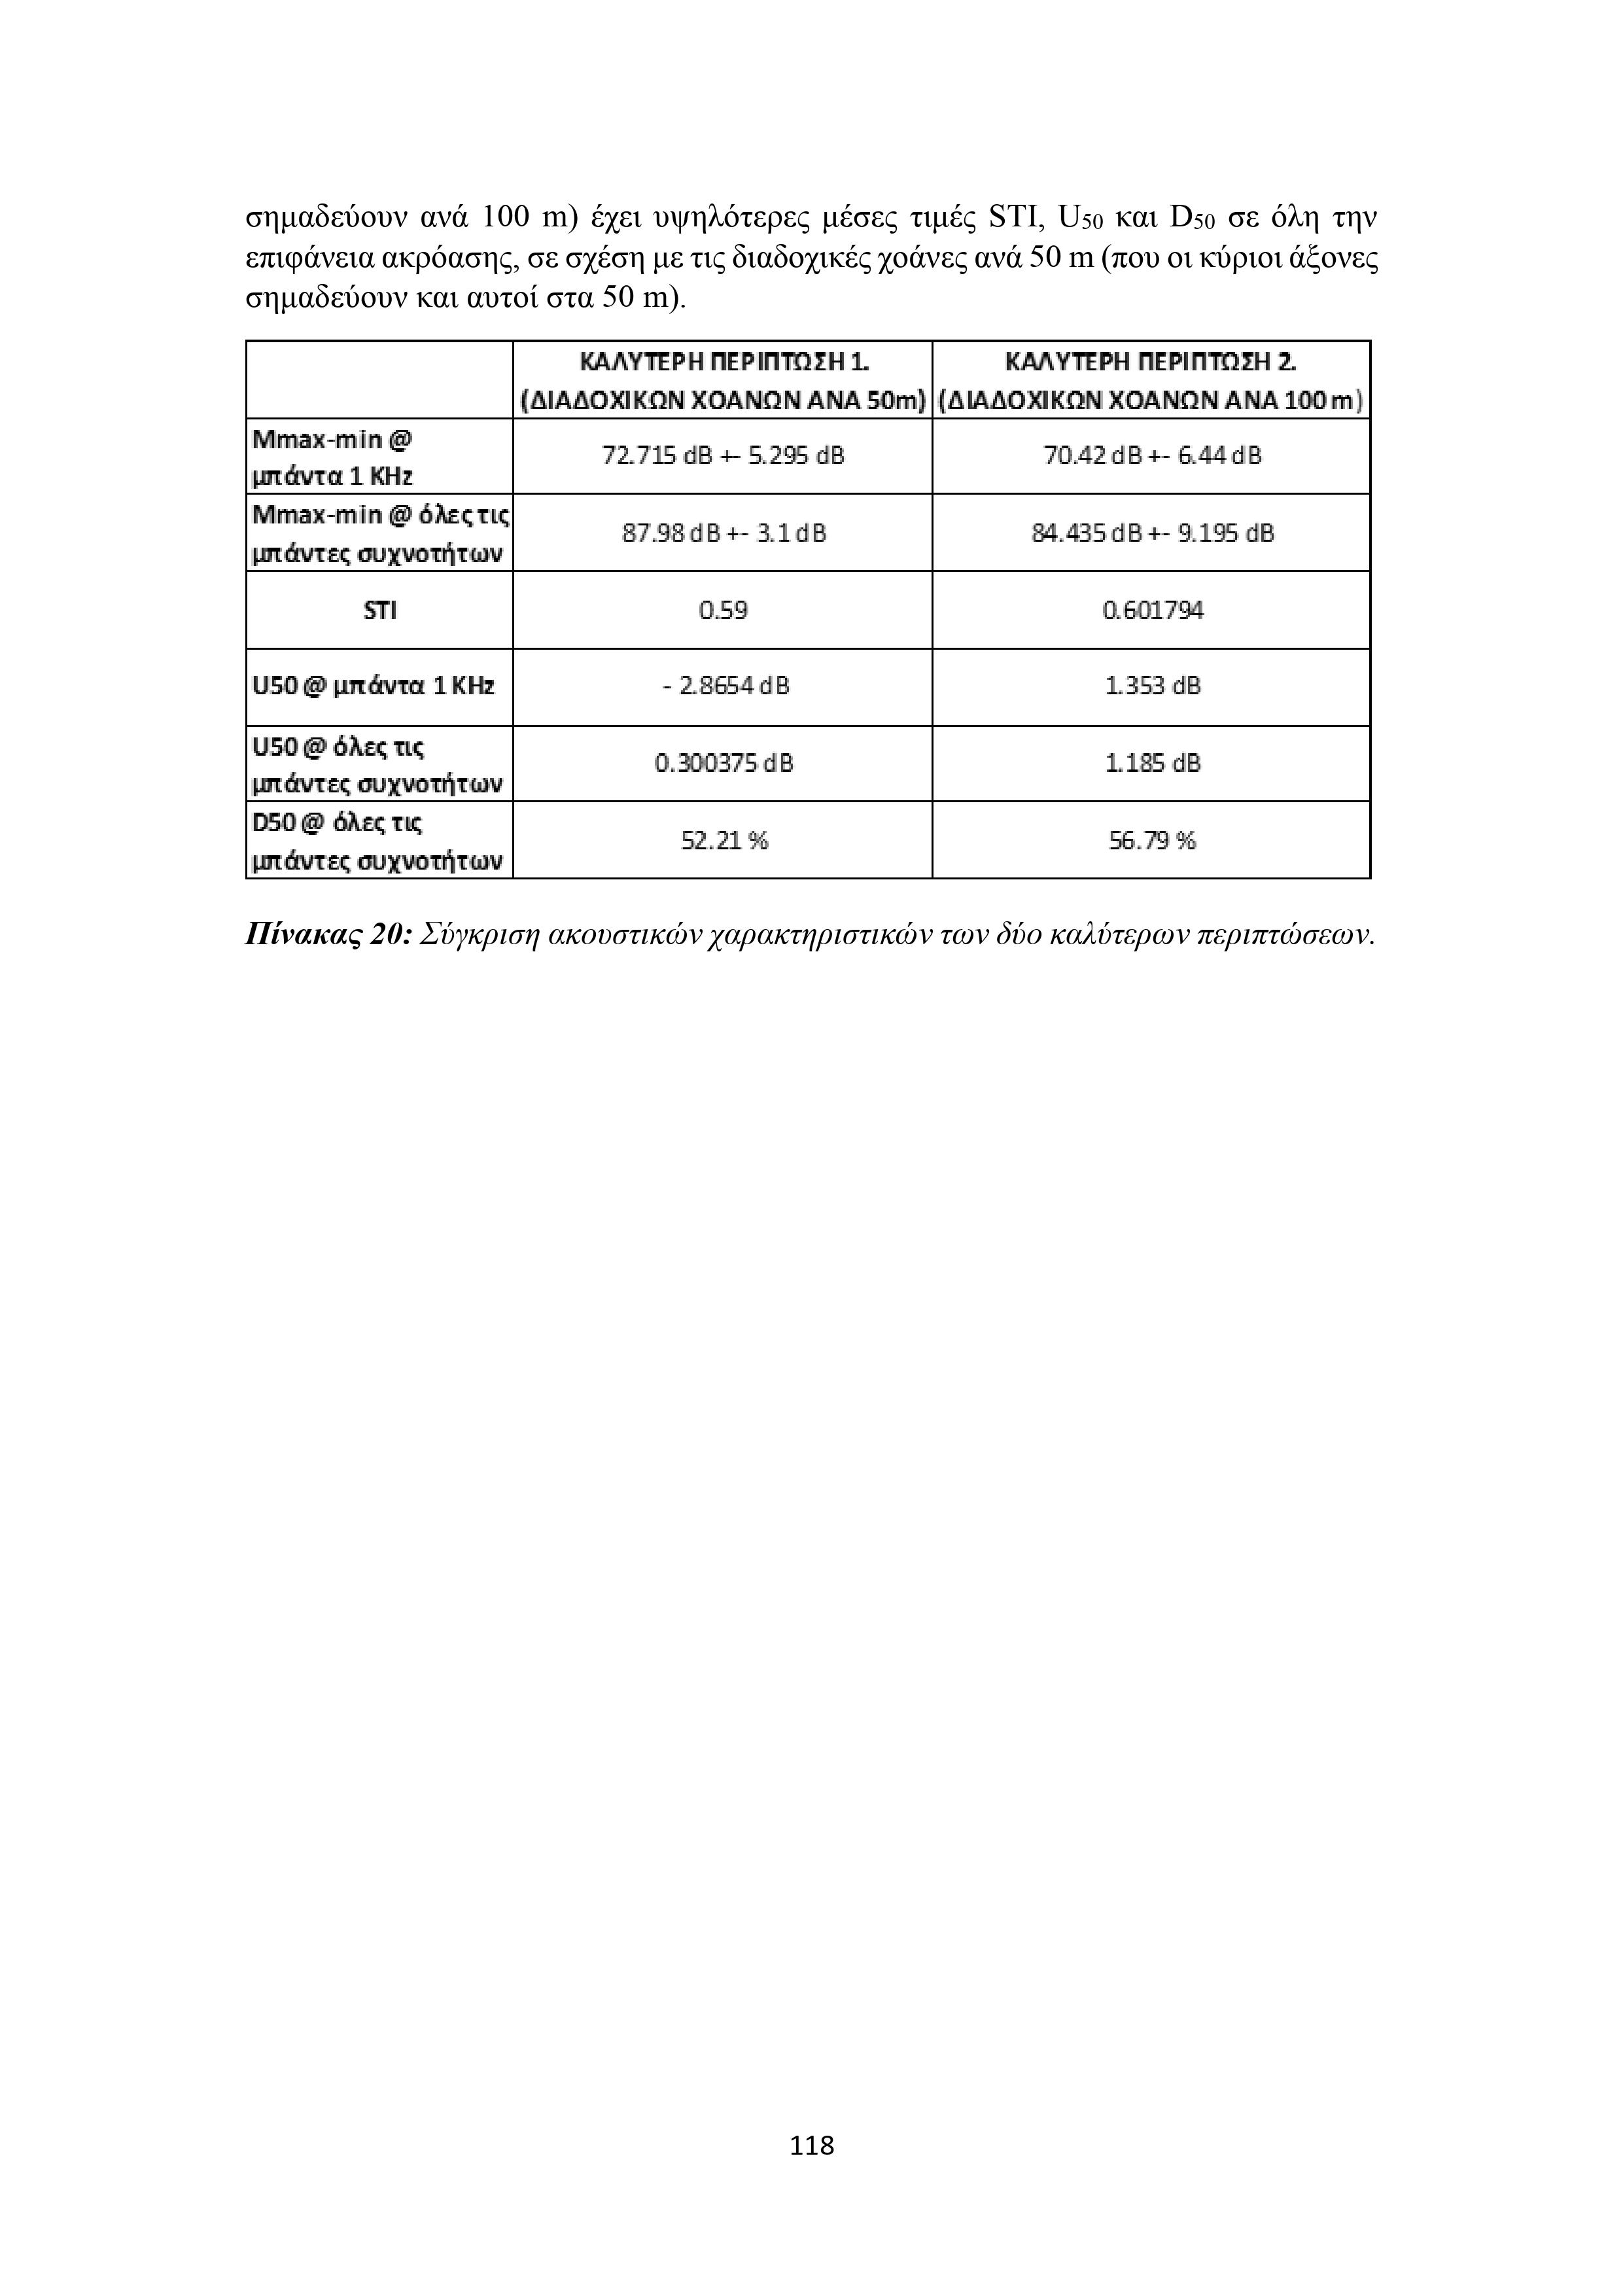 σημαδεύουν ανά 100 m) έχει υψηλότερες μέσες τιμές STI, U50 και D50 σε όλη την
επιφάνεια ακρόασης, σε σχέση με τις διαδοχικές χοάνες ανά 50 m (που οι κύριοι άξονες
σημαδεύουν και αυτοί στα 50 m).
ΚΑΛΥΤΕΡΗ ΠΕΡΙΠΤΩΣΗ 1.
(ΔΙΑΔΟΧΙΚΩΝ ΧΟΑΝΩΝ ΑΝΑ 50m)
ΚΑΛΥΤΕΡΗ ΠΕΡΙΠΤΩΣΗ 2.
(ΔΙΑΔΟΧΙΚΩΝ ΧΟΑΝΩΝ ΑΝΑ 100 m)
Mmax-min @
μπάντα 1 KHz
72.715 dB +- 5.295 dB
70.42 dB +- 6.44 dB
Mmax-min @ όλες τις
μπάντες συχνοτήτων
87.98 dB +- 3.1 dB
84.435 dB +- 9.195 dB
STI
0.59
0.601794
U50 @ μπάντα 1 KHz
- 2.8654 dB
1.353 dB
U50 @ όλες τις
μπάντες συχνοτήτων
0.300375 dB
1.185 dB
D50 @ όλες τις
μπάντες συχνοτήτων
52.21 %
56.79 %
Πίνακας 20: Σύγκριση ακουστικών χαρακτηριστικών των δύο καλύτερων περιπτώσεων.
118